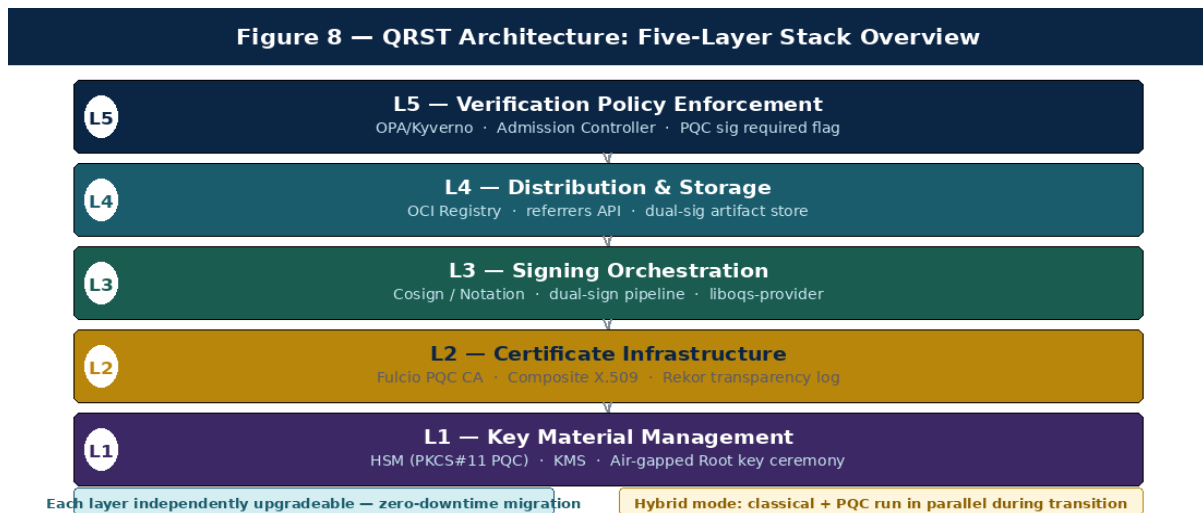 Figure 8 — QRST Architecture: Five-Layer Stack Overview
L5
L5 — Verification Policy Enforcement
OPA/Kyverno · Admission Controller · PQC sig required flag
L4
L4 — Distribution & Storage
OCI Registry · referrers API · dual-sig artifact store
L3
L3 — Signing Orchestration
Cosign / Notation · dual-sign pipeline · liboqs-provider
L2
L2 — Certificate Infrastructure
Fulcio PQC CA · Composite X.509 · Rekor transparency log
L1
L1 — Key Material Management
HSM (PKCS#11 PQC) · KMS · Air-gapped Root key ceremony
Each layer independently upgradeable — zero-downtime migration
Hybrid mode: classical + PQC run in parallel during transition